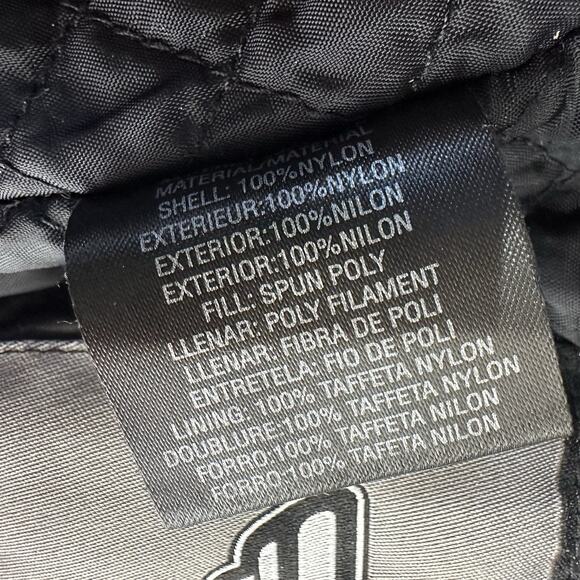 MATERIAL/MATERIAL
SHELL: 100%NYLON
EXTERIEUR:100%NYLON
EXTERIOR:100%NILON
EXTERIOR:100%NILON
FILL: SPUN POLY
LLENAR: POLY FILAMENT
LLENAR: FIBRA DE POLI
ENTRETELA: FIO DE POLI
LINING: 100% TAFFETA NYLON
DOUBLURE:100% TAFFETA NYLON
FORRO:100% TAFETA NILON
FORRO:100% TAFETA NILON